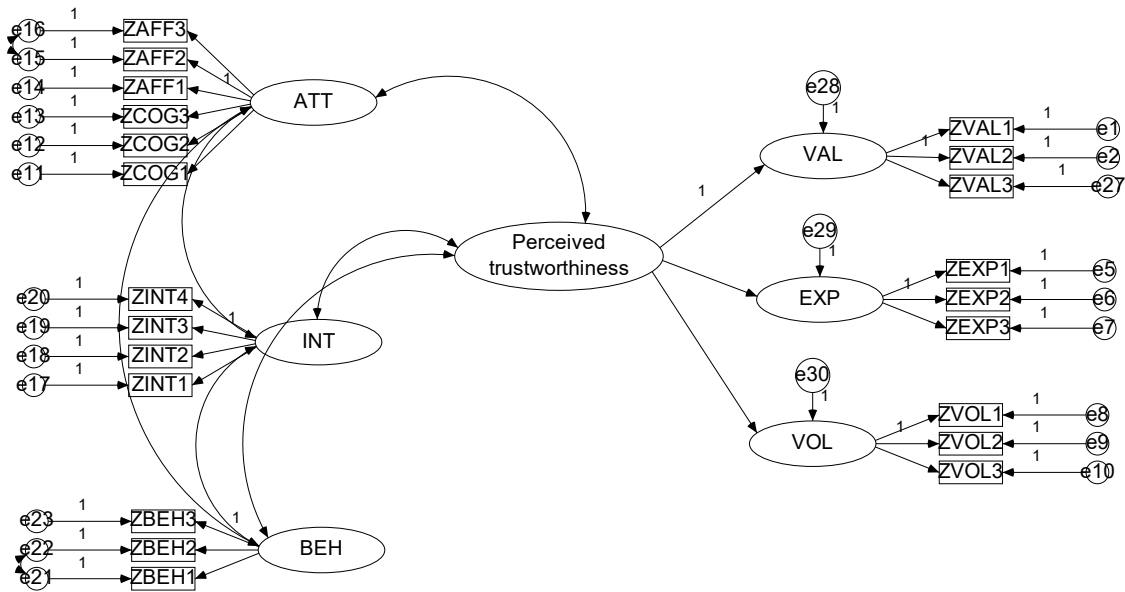 e16 1 ZAFF3
e15 1 ZAFF2
e14 1 ZAFF1
e13 1 ZCOG3
e12 1 ZCOG2
e11 1 ZCOG1
1
ATT
e20 1 ZINT4
e19 1 ZINT3
e18 1 ZINT2
e17 1 ZINT1
1
INT
e23 1 ZBEH3
e22 1 ZBEH2
e21 1 ZBEH1
1
BEH
Perceived
trustworthiness
1
e28
1
VAL
1
ZVAL1 1 e1
ZVAL2 1 e2
ZVAL3 1 e27
e29
1
EXP
1
ZEXP1 1 e5
ZEXP2 1 e6
ZEXP3 1 e7
e30
1
VOL
1
ZVOL1 1 e8
ZVOL2 1 e9
ZVOL3 1 e10